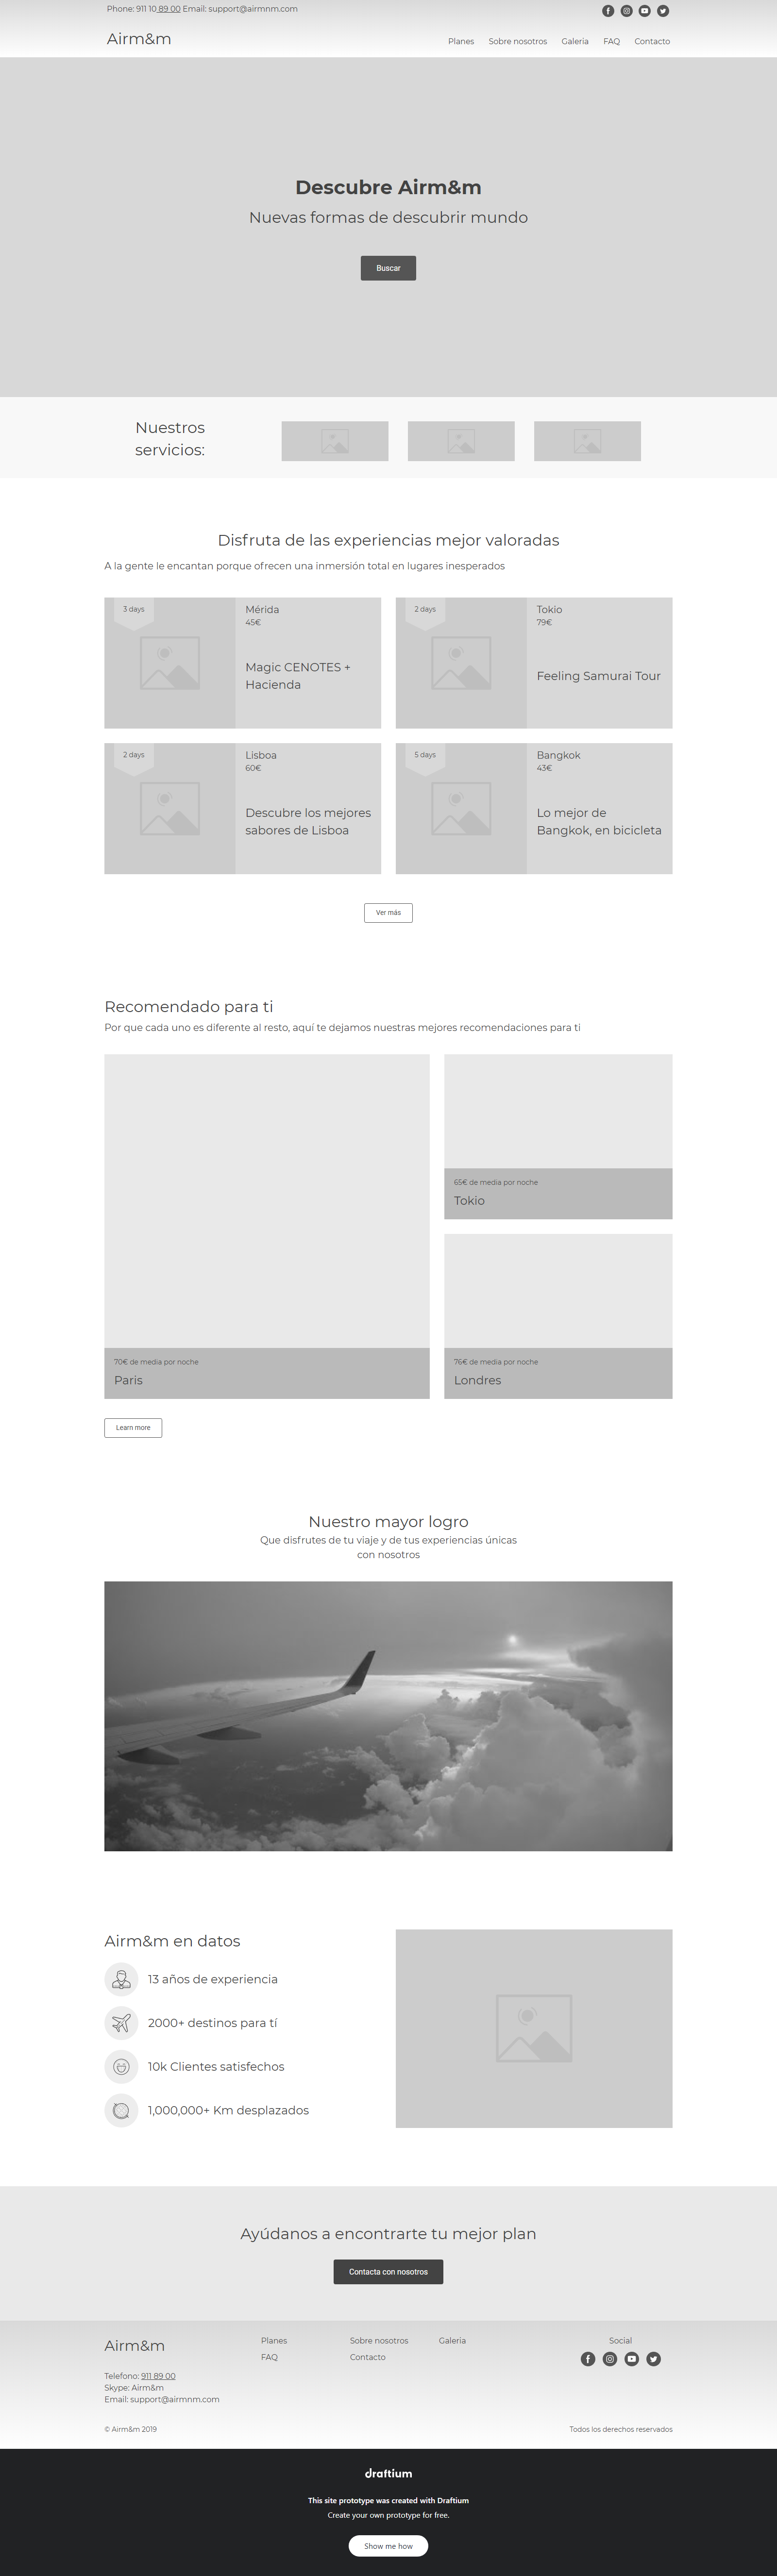 Phone: 911 10 89 00 Email: support@airmnm.com
Airm&m
Planes Sobre nosotros Galeria FAQ Contacto
Descubre Airm&m
Nuevas formas de descubrir mundo
Buscar
Nuestros
servicios:
Disfruta de las experiencias mejor valoradas
A la gente le encantan porque ofrecen una inmersión total en lugares inesperados
3 days
Mérida
45€
Magic CENOTES +
Hacienda
2 days
Tokio
79€
Feeling Samurai Tour
2 days
Lisboa
60€
Descubre los mejores
sabores de Lisboa
5 days
Bangkok
43€
Lo mejor de
Bangkok, en bicicleta
Ver más
Recomendado para ti
Por que cada uno es diferente al resto, aquí te dejamos nuestras mejores recomendaciones para ti
70€ de media por noche
Paris
65€ de media por noche
Tokio
76€ de media por noche
Londres
Learn more
Nuestro mayor logro
Que disfrutes de tu viaje y de tus experiencias únicas
con nosotros
Airm&m en datos
13 años de experiencia
2000+ destinos para tí
10k Clientes satisfechos
1,000,000+ Km desplazados
Ayúdanos a encontrarte tu mejor plan
Contacta con nosotros
Airm&m
Telefono: 911 89 00
Skype: Airm&m
Email: support@airmnm.com
Planes Sobre nosotros Galeria
FAQ Contacto
Social
© Airm&m 2019
Todos los derechos reservados
draftium
This site prototype was created with Draftium
Create your own prototype for free.
Show me how